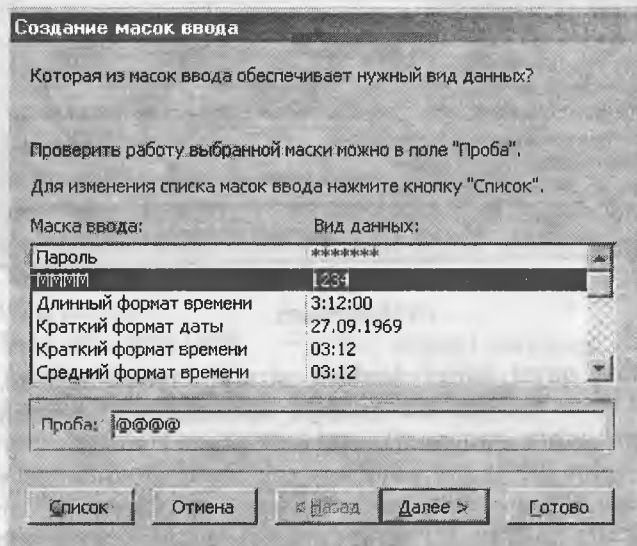 Создание масок ввода
Которая из масок ввода обеспечивает нужный вид данных?
Проверить работу выбранной маски можно в поле "Проба".
Для изменения списка масок ввода нажмите кнопку "Список".
Маска ввода: Вид данных:
Пароль *******
МММММ 1234
Длинный формат времени 3:12:00
Краткий формат даты 27.09.1969
Краткий формат времени 03:12
Средний формат времени 03:12
Проба: @@@@
Список Отмена < Назад Далее > Готово